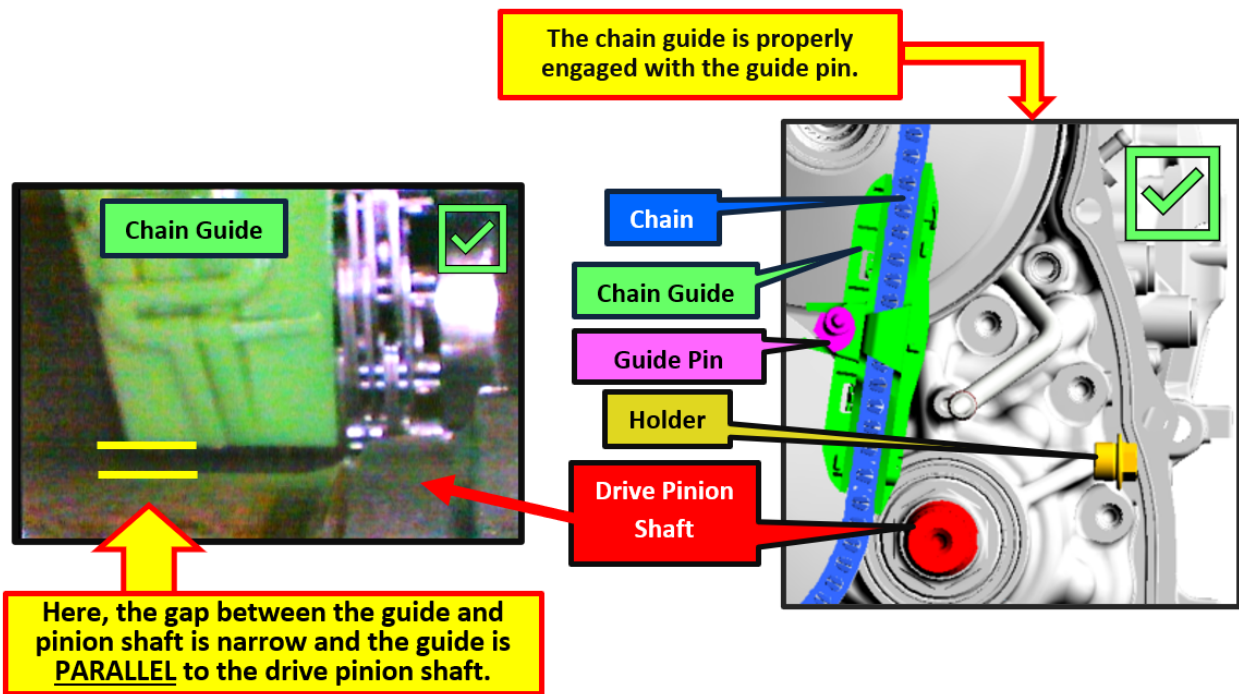 The chain guide is properly
engaged with the guide pin.
Chain Guide
Chain
Chain Guide
Guide Pin
Holder
Drive Pinion
Shaft
Here, the gap between the guide and
pinion shaft is narrow and the guide is
PARALLEL to the drive pinion shaft.